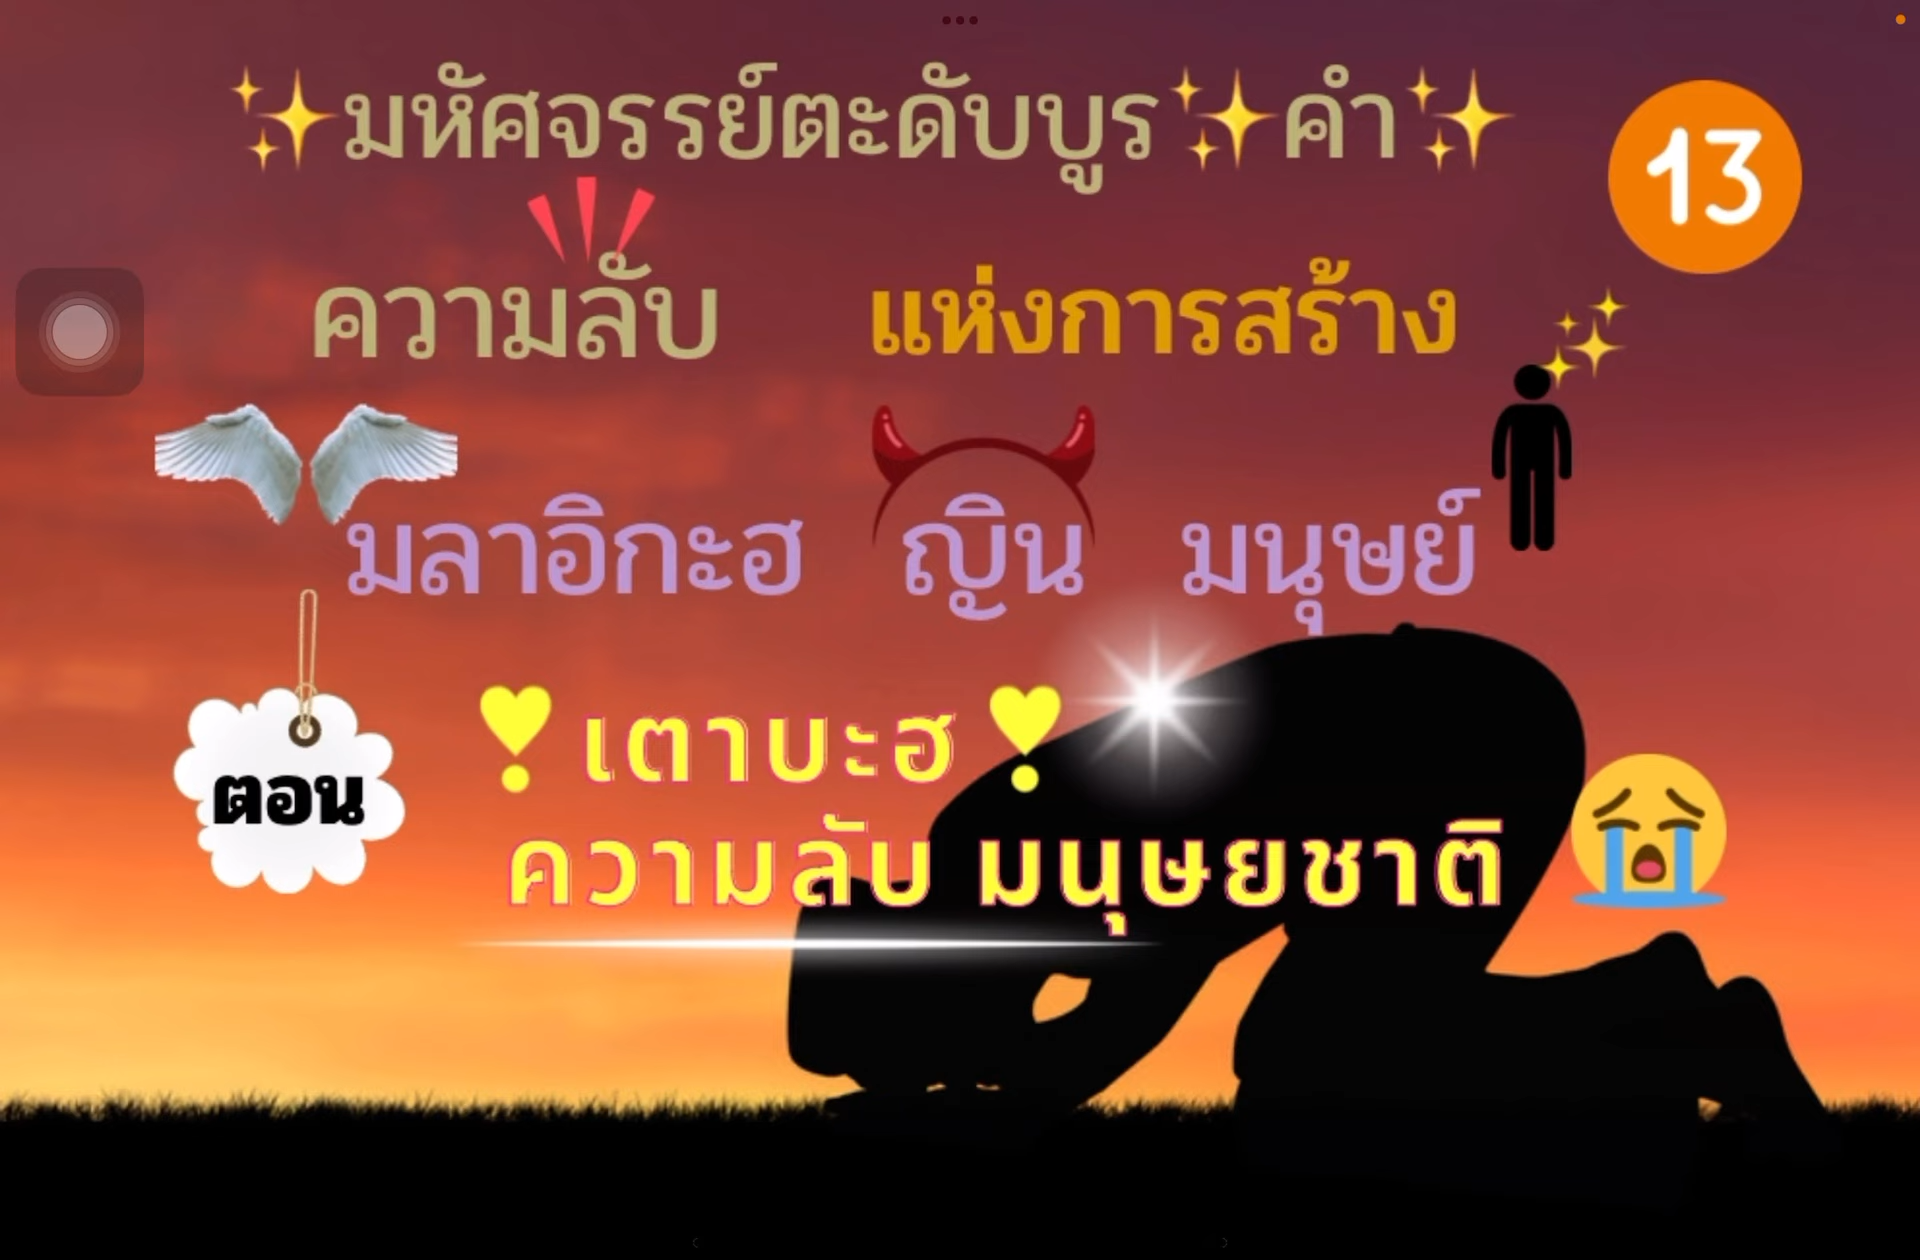 มหัศจรรย์ตะดับบูร คำ
13
ความลับ แห่งการสร้าง
มลาอิกะฮ ญิน มนุษย์
ตอน
เตาบะฮ
ความลับ มนุษยชาติ